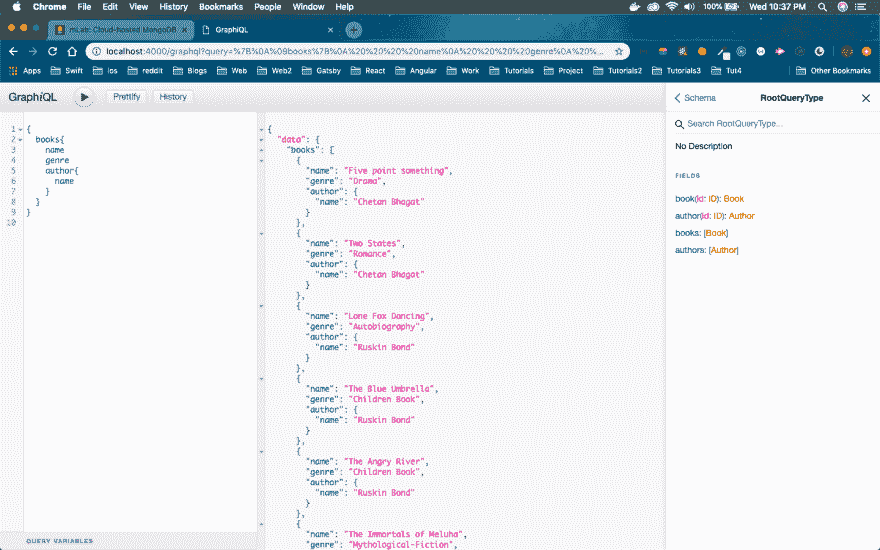 Chrome File Edit View History Bookmarks People Window Help 100% Wed 10:37 PM
mLab: Cloud-hosted MongoDB GraphiQL
localhost:4000/graphql?query=%7B%0A%09books%7B%0A%20%20%20%20name%0A%20%20%20%20genre%0A%20%20%...
Apps Swift Ios reddit Blogs Web Web2 Gatsby React Angular Work Tutorials Project Tutorials2 Tutorials3 Tut4 Other Bookmarks
GraphiQL Prettify History
1 {
2 books{
3 name
4 genre
5 author{
6 name
7 }
8 }
9 }
10
QUERY VARIABLES
{
"data": {
"books": [
{
"name": "Five point something",
"genre": "Drama",
"author": {
"name": "Chetan Bhagat"
}
},
{
"name": "Two States",
"genre": "Romance",
"author": {
"name": "Chetan Bhagat"
}
},
{
"name": "Lone Fox Dancing",
"genre": "Autobiography",
"author": {
"name": "Ruskin Bond"
}
},
{
"name": "The Blue Umbrella",
"genre": "Children Book",
"author": {
"name": "Ruskin Bond"
}
},
{
"name": "The Angry River",
"genre": "Children Book",
"author": {
"name": "Ruskin Bond"
}
},
{
"name": "The Immortals of Meluha",
"genre": "Mythological-Fiction",
Schema RootQueryType
Search RootQueryType...
No Description
FIELDS
book(id: ID): Book
author(id: ID): Author
books: [Book]
authors: [Author]